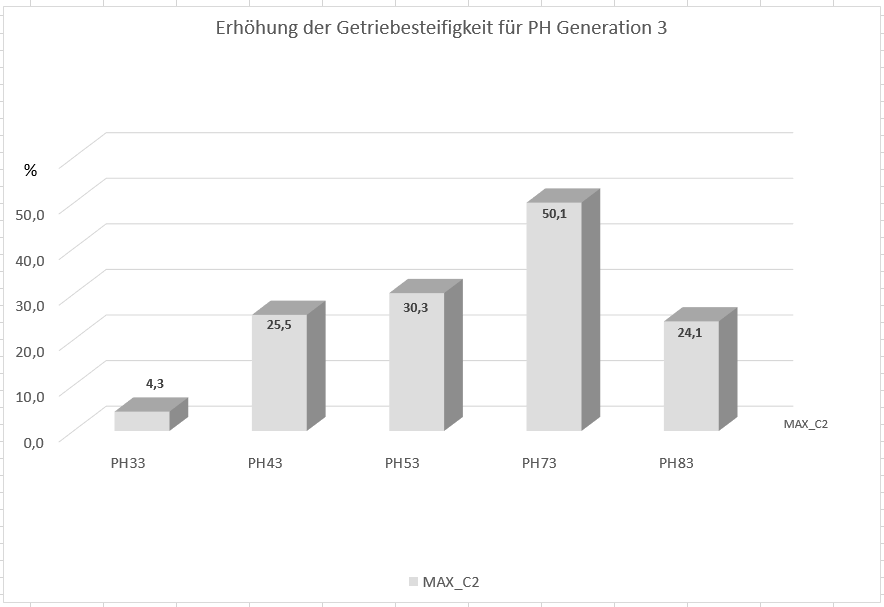 Erhöhung der Getriebesteifigkeit für PH Generation 3
%
50,0
40,0
30,0
20,0
10,0
0,0
4,3
25,5
30,3
50,1
24,1
PH33
PH43
PH53
PH73
PH83
MAX_C2
MAX_C2